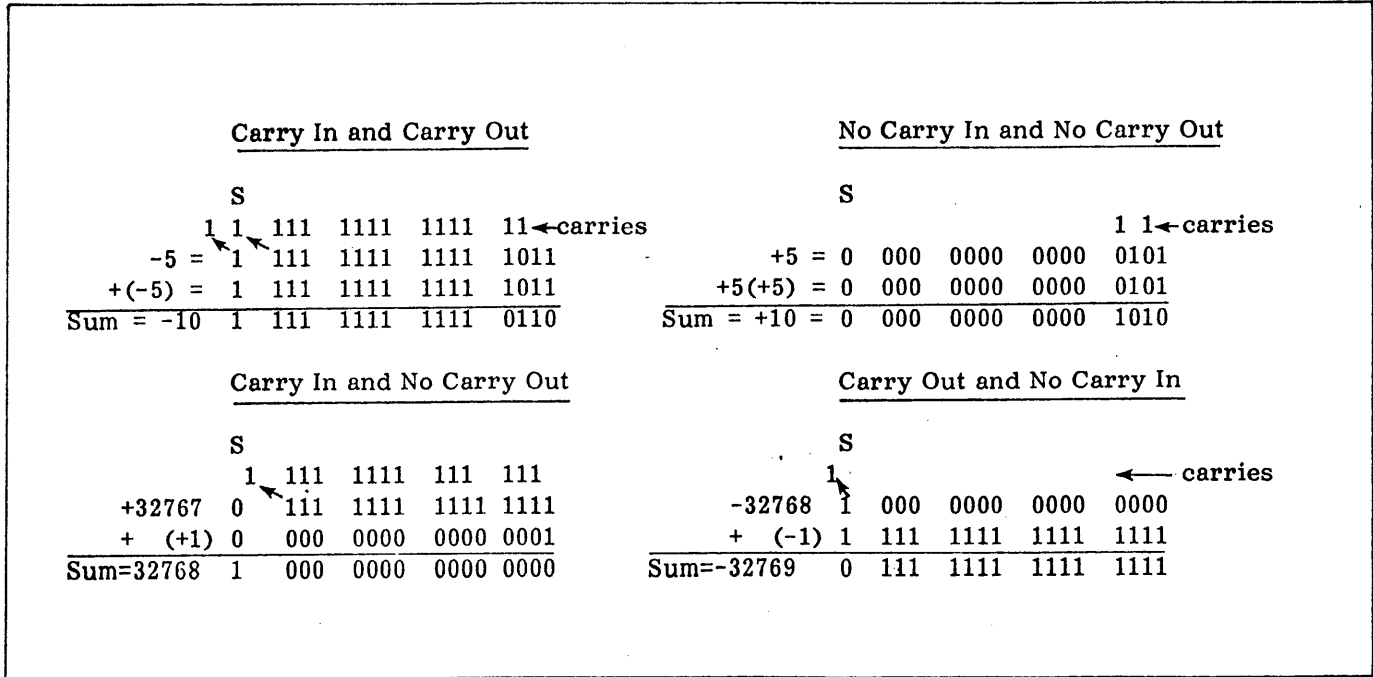 Carry In and Carry Out
S
1 1 111 1111 1111 11 carries
-5 = 1 111 1111 1111 1011
+(-5) = 1 111 1111 1111 1011
Sum = -10 1 111 1111 1111 0110
No Carry In and No Carry Out
S
1 1 carries
+5 = 0 000 0000 0000 0101
+5(+5) = 0 000 0000 0000 0101
Sum = +10 = 0 000 0000 0000 1010
Carry In and No Carry Out
S
1 111 1111 111 111
+32767 0 111 1111 1111 1111
+ (+1) 0 000 0000 0000 0001
Sum=32768 1 000 0000 0000 0000
Carry Out and No Carry In
S
1 carries
-32768 1 000 0000 0000 0000
+ (-1) 1 111 1111 1111 1111
Sum=-32769 0 111 1111 1111 1111